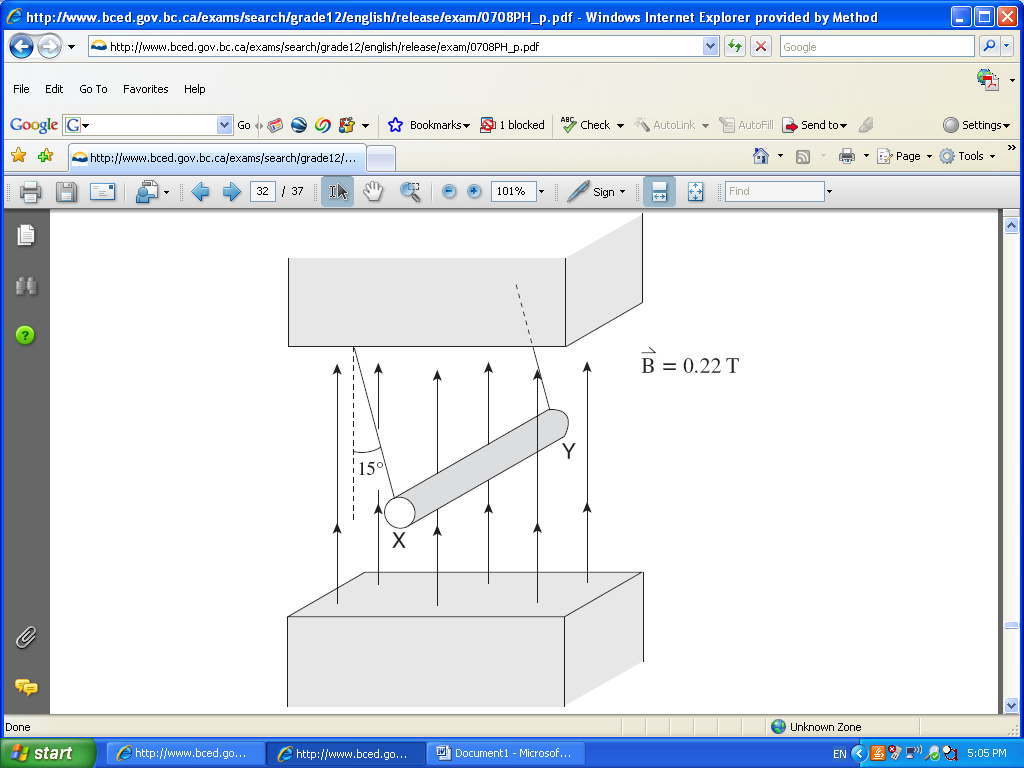 http://www.bced.gov.bc.ca/exams/search/grade12/english/release/exam/0708PH_p.pdf - Windows Internet Explorer provided by Method
http://www.bced.gov.bc.ca/exams/search/grade12/english/release/exam/0708PH_p.pdf
Google
File Edit Go To Favorites Help
Google G Go Bookmarks 1 blocked ABC Check AutoLink AutoFill Send to Settings
http://www.bced.gov.bc.ca/exams/search/grade12/... Page Tools »
32 / 37 101% Sign Find
B = 0.22 T
15°
Y
X
Done Unknown Zone
start http://www.bced.go... http://www.bced.go... Document1 - Microsof... EN 5:05 PM